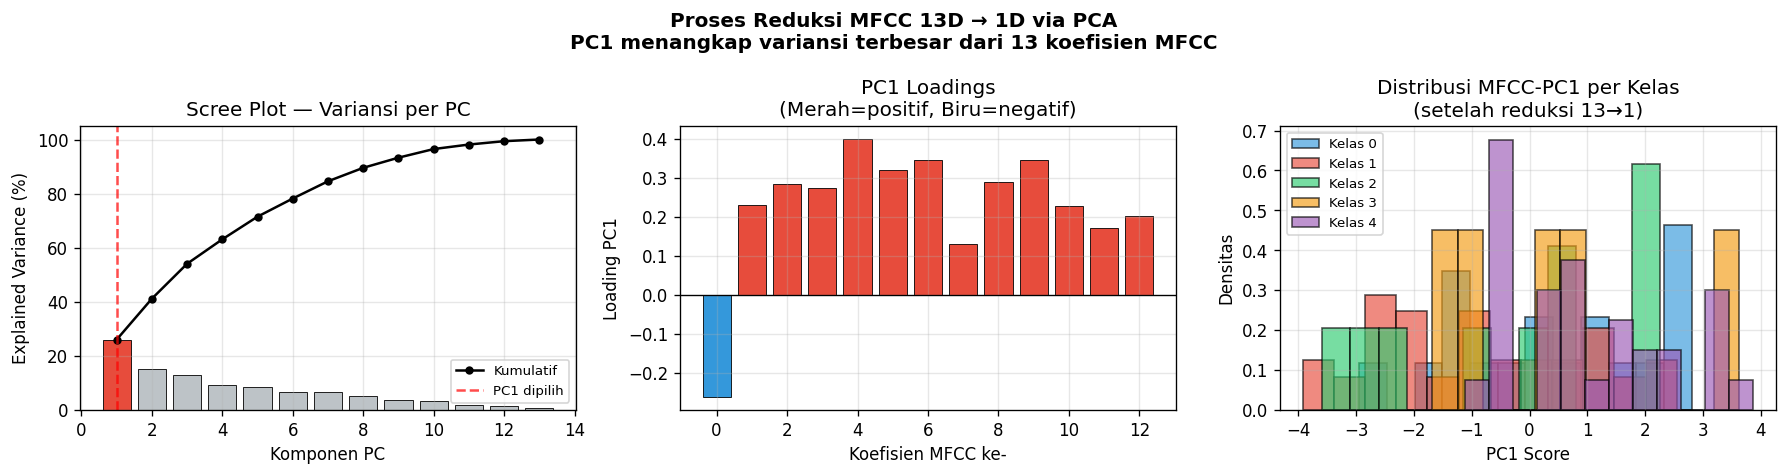 Proses Reduksi MFCC 13D → 1D via PCA
PC1 menangkap variansi terbesar dari 13 koefisien MFCC
Scree Plot — Variansi per PC
Explained Variance (%)
100
80
60
40
20
0
0 2 4 6 8 10 12 14
Komponen PC
Kumulatif
PC1 dipilih
PC1 Loadings
(Merah=positif, Biru=negatif)
Loading PC1
0.4
0.3
0.2
0.1
0.0
−0.1
−0.2
0 2 4 6 8 10 12
Koefisien MFCC ke-
Distribusi MFCC-PC1 per Kelas
(setelah reduksi 13→1)
Densitas
0.7
0.6
0.5
0.4
0.3
0.2
0.1
0.0
Kelas 0
Kelas 1
Kelas 2
Kelas 3
Kelas 4
−4 −3 −2 −1 0 1 2 3 4
PC1 Score